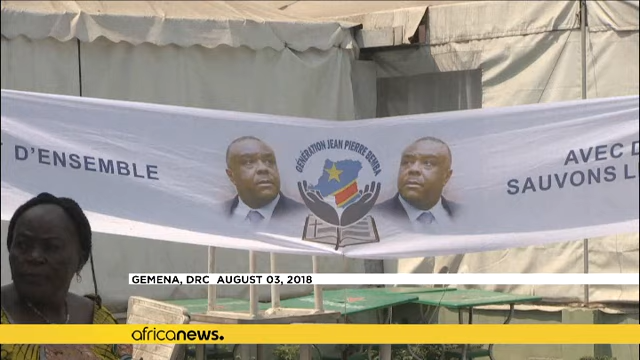 D'ENSEMBLE
GÉNÉRATION JEAN PIERRE BEMBA
AVEC
SAUVONS
GEMENA, DRC AUGUST 03, 2018
africanews.